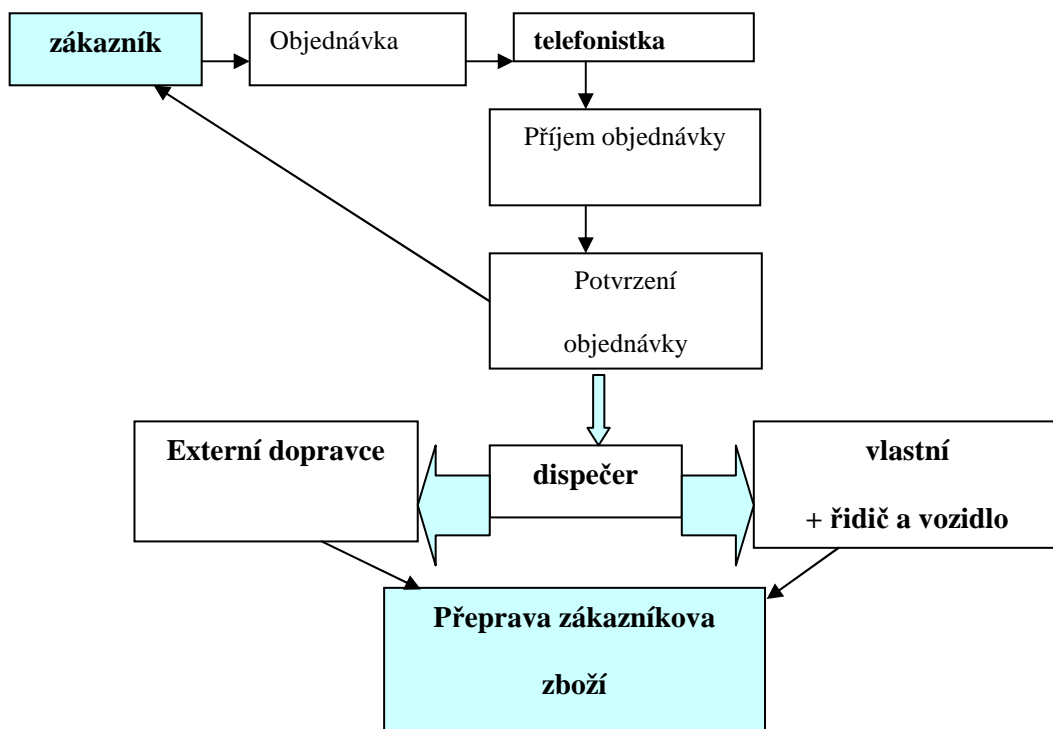 zákazník
Objednávka
telefonistka
Příjem objednávky
Potvrzení
objednávky
Externí dopravce
dispečer
vlastní
+ řidič a vozidlo
Přeprava zákazníkova
zboží